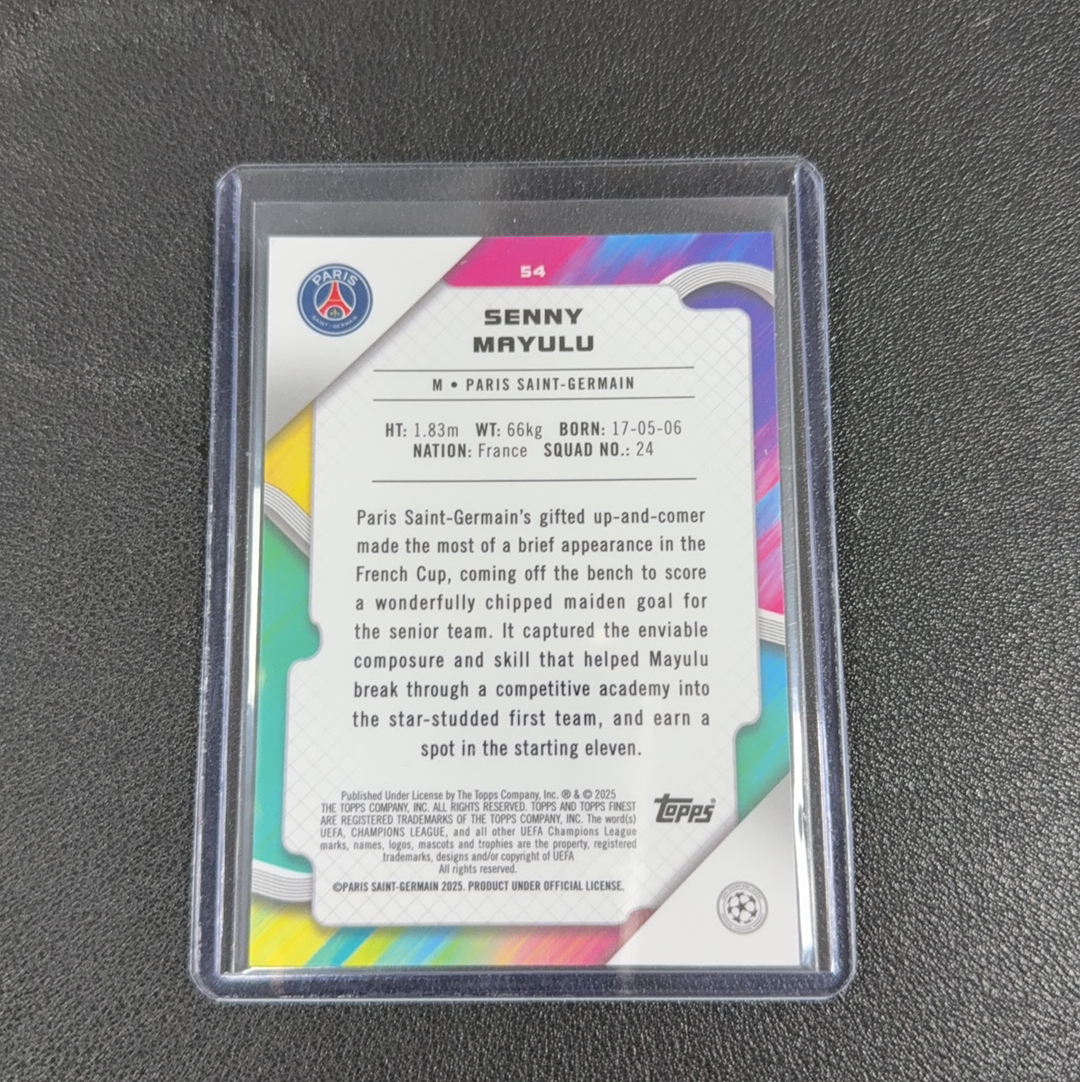 54
PARIS
SAINT-GERMAIN
SENNY
MAYULU
M • PARIS SAINT-GERMAIN
HT: 1.83m WT: 66kg BORN: 17-05-06
NATION: France SQUAD NO.: 24
Paris Saint-Germain's gifted up-and-comer
made the most of a brief appearance in the
French Cup, coming off the bench to score
a wonderfully chipped maiden goal for
the senior team. It captured the enviable
composure and skill that helped Mayulu
break through a competitive academy into
the star-studded first team, and earn a
spot in the starting eleven.
Published Under License by The Topps Company, Inc. ® & © 2025
THE TOPPS COMPANY, INC. ALL RIGHTS RESERVED. TOPPS AND TOPPS FINEST
ARE REGISTERED TRADEMARKS OF THE TOPPS COMPANY, INC. The word(s)
UEFA, CHAMPIONS LEAGUE, and all other UEFA Champions League
marks, names, logos, mascots and trophies are the property, registered
trademarks, designs and/or copyright of UEFA
All rights reserved.
©PARIS SAINT-GERMAIN 2025. PRODUCT UNDER OFFICIAL LICENSE.
Topps®